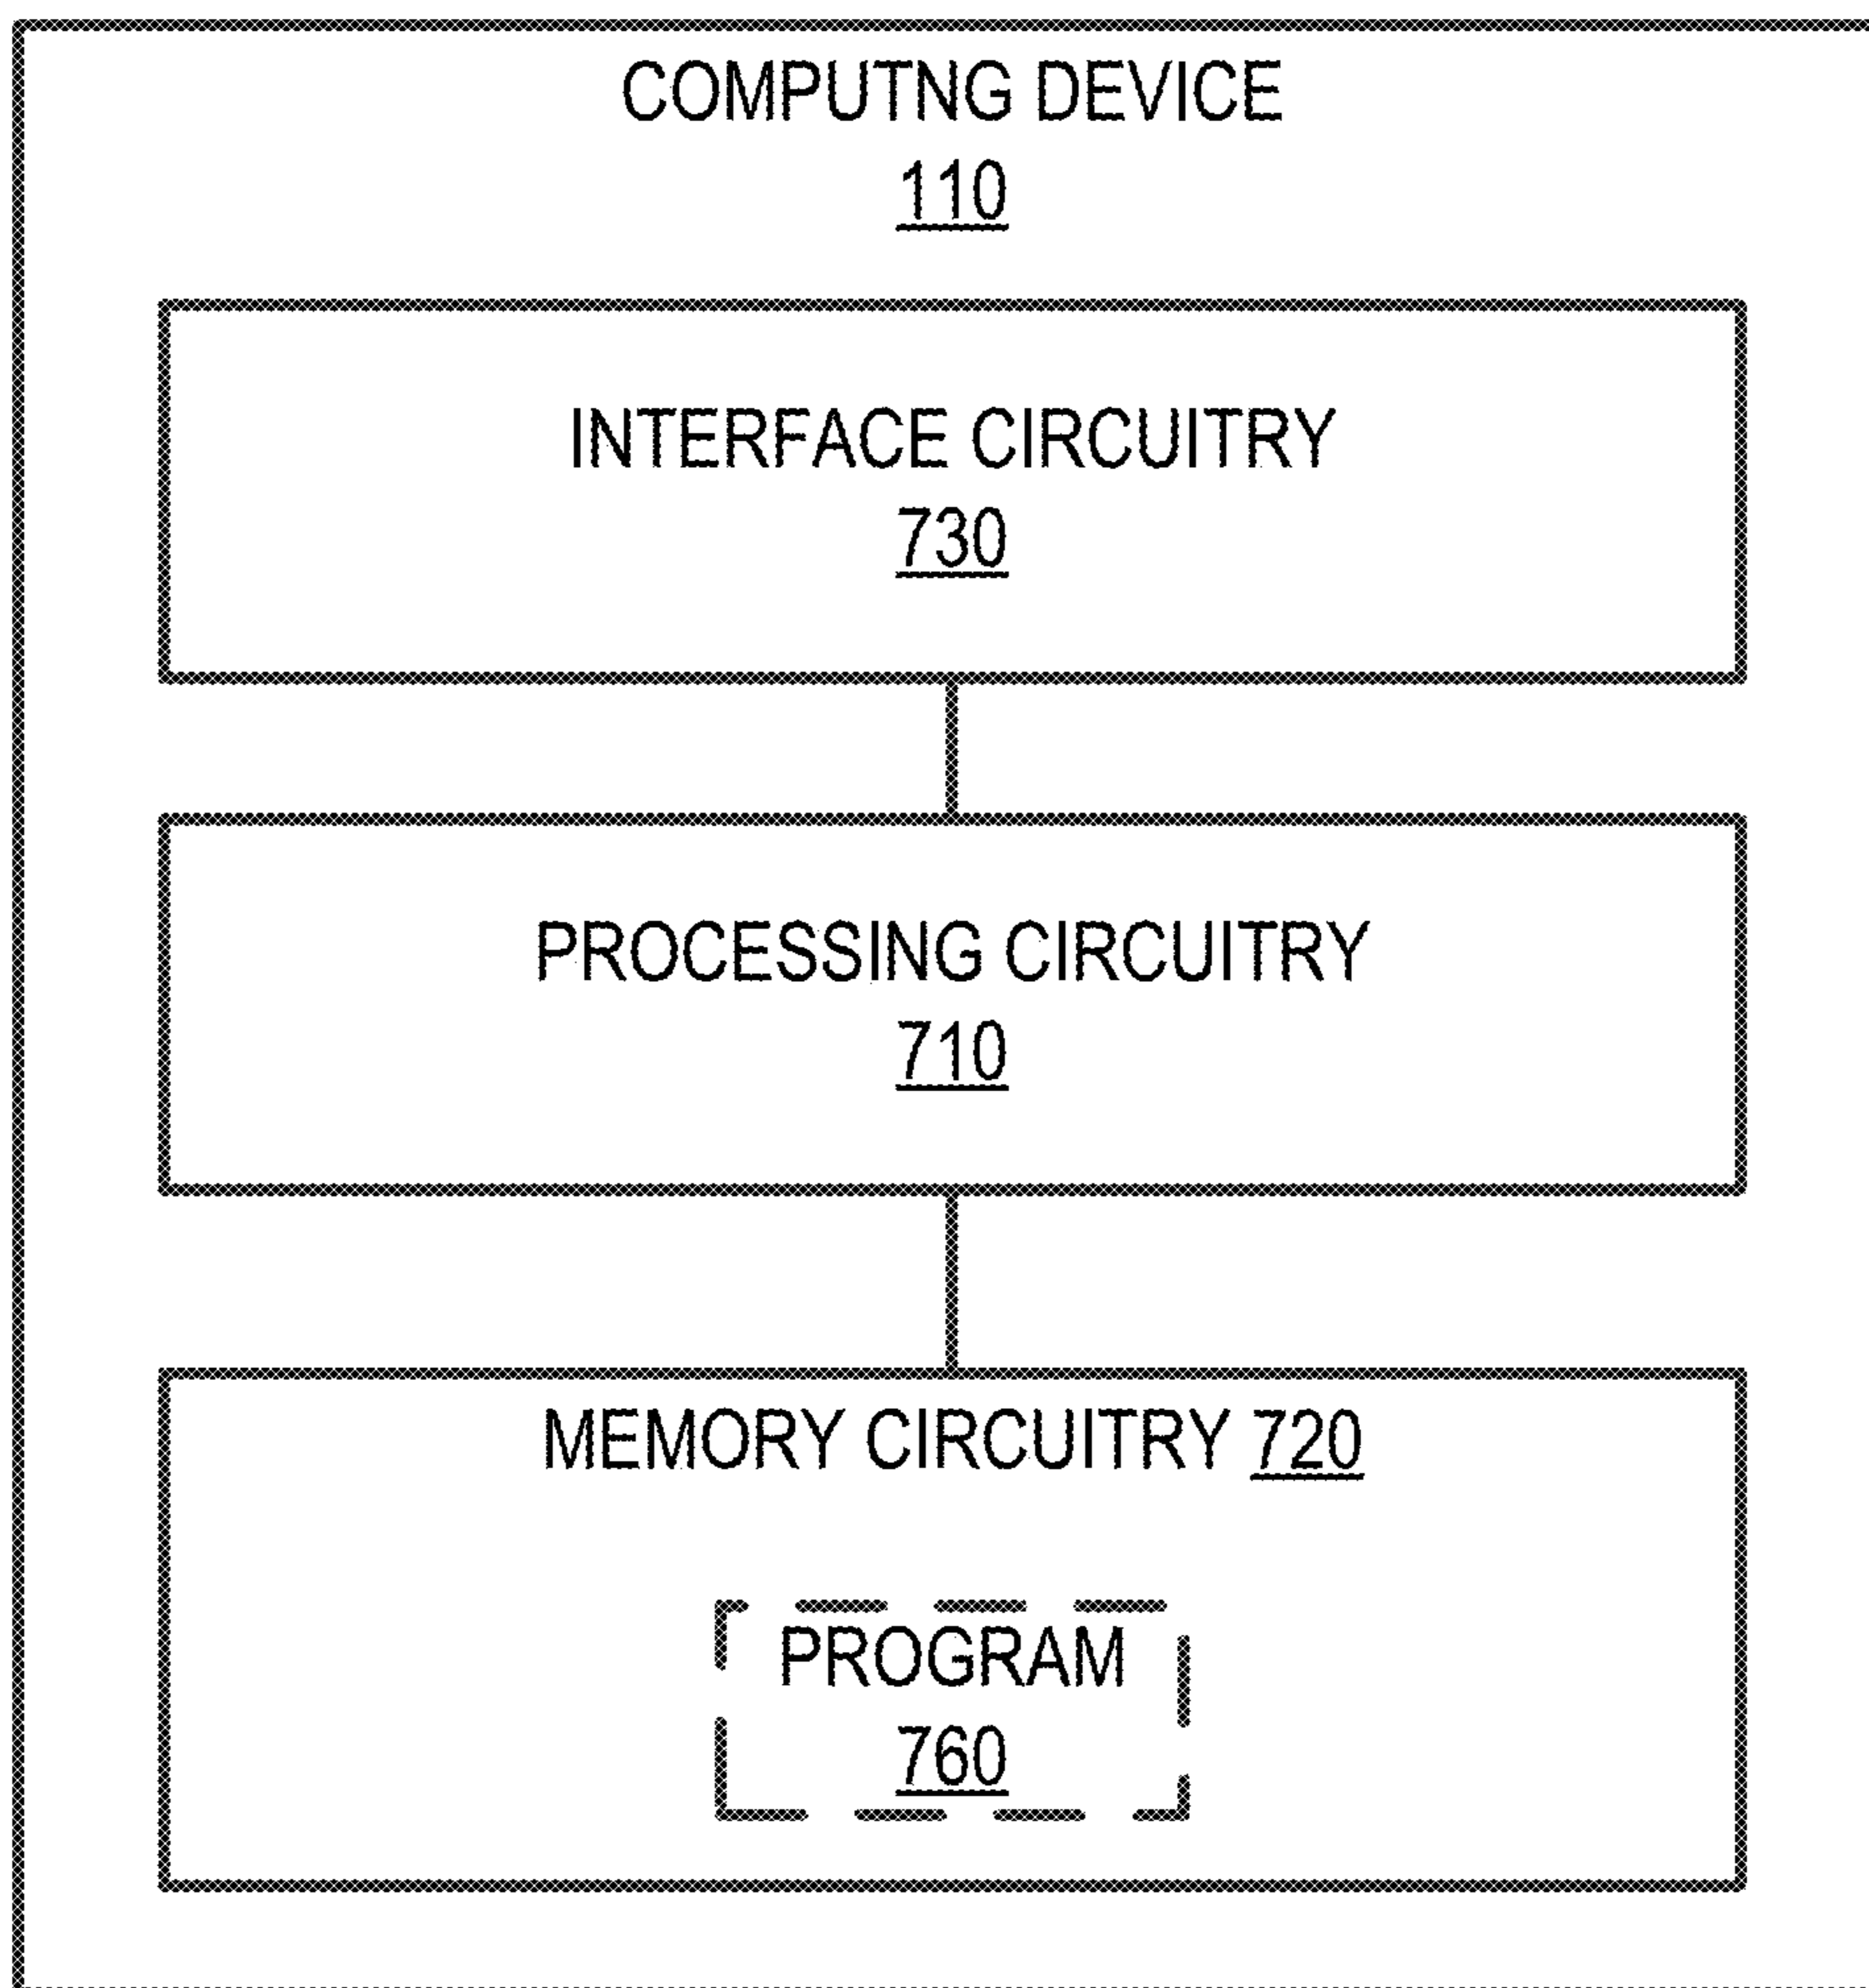 COMPUTNG DEVICE
110
INTERFACE CIRCUITRY
730
PROCESSING CIRCUITRY
710
MEMORY CIRCUITRY 720
PROGRAM
760